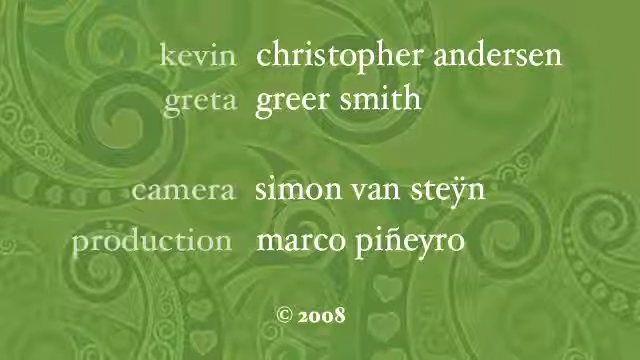 kevin christopher andersen
greta greer smith
camera simon van steÿn
production marco piñeyro
© 2008